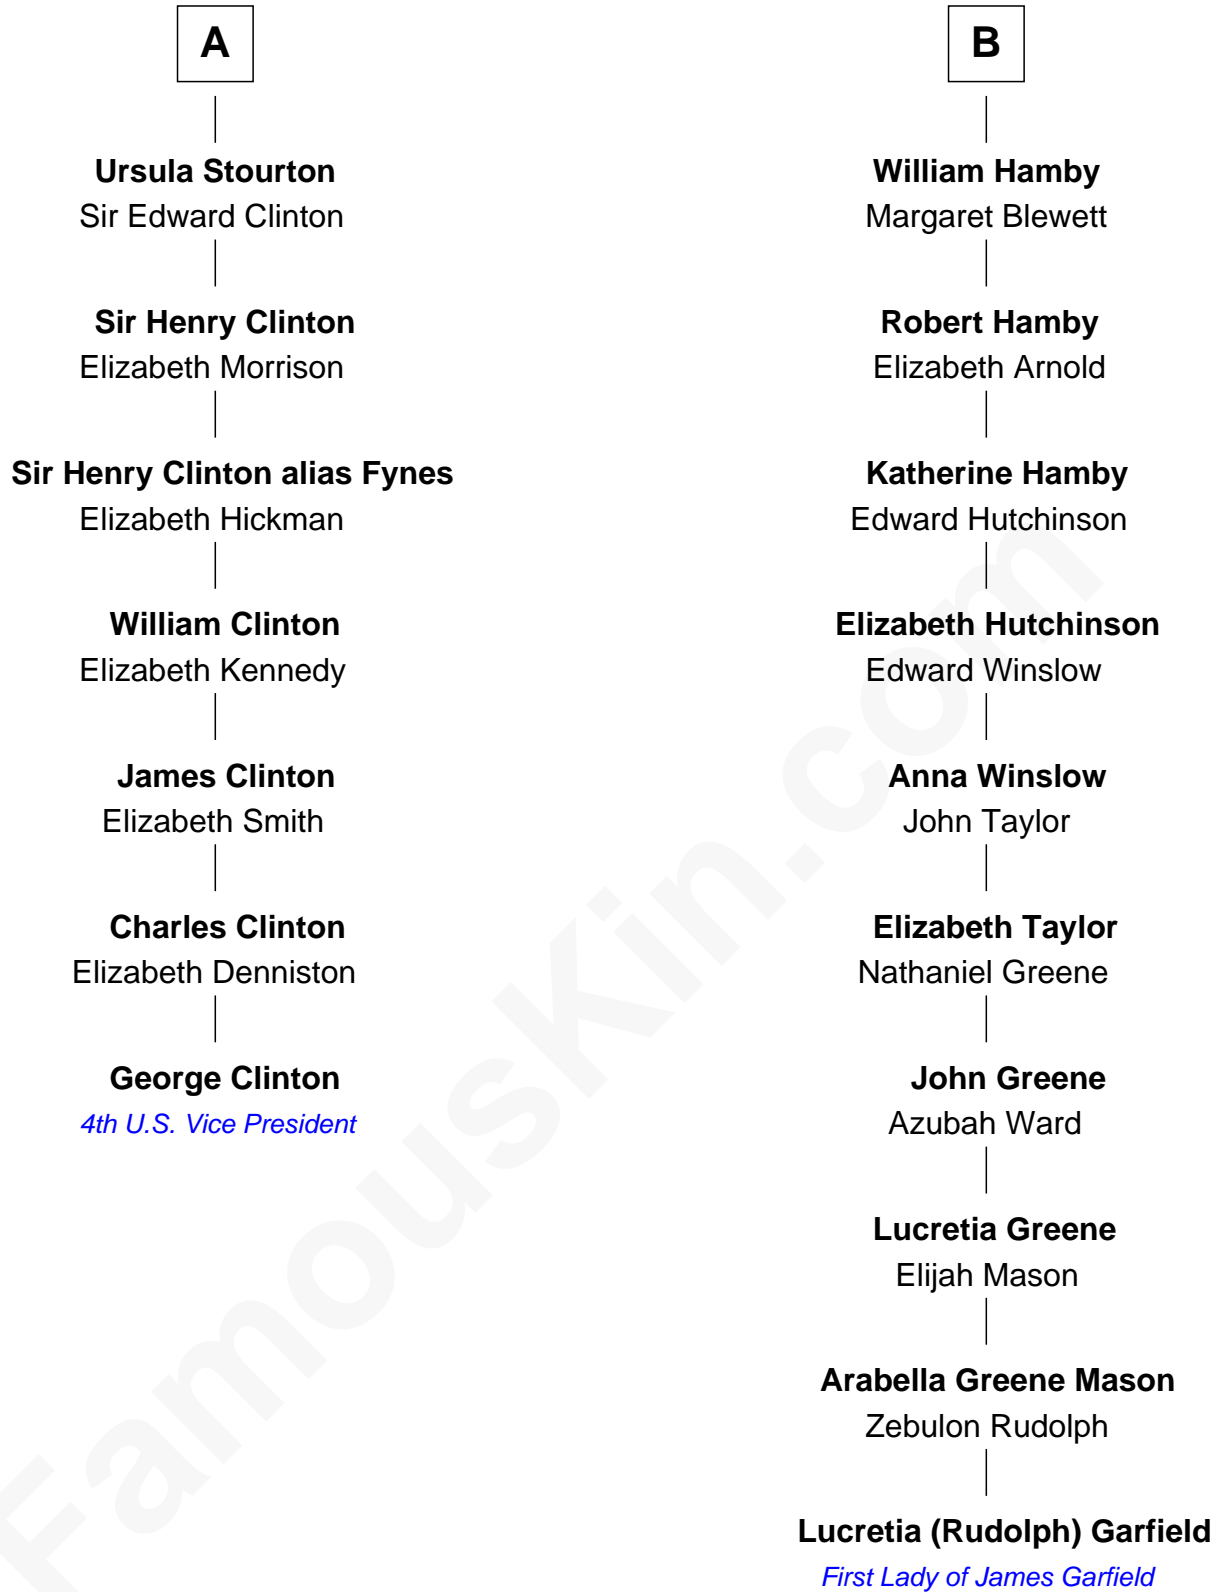 A
Ursula Stourton
Sir Edward Clinton
Sir Henry Clinton
Elizabeth Morrison
Sir Henry Clinton alias Fynes
Elizabeth Hickman
William Clinton
Elizabeth Kennedy
James Clinton
Elizabeth Smith
Charles Clinton
Elizabeth Denniston
George Clinton
4th U.S. Vice President
B
William Hamby
Margaret Blewett
Robert Hamby
Elizabeth Arnold
Katherine Hamby
Edward Hutchinson
Elizabeth Hutchinson
Edward Winslow
Anna Winslow
John Taylor
Elizabeth Taylor
Nathaniel Greene
John Greene
Azubah Ward
Lucretia Greene
Elijah Mason
Arabella Greene Mason
Zebulon Rudolph
Lucretia (Rudolph) Garfield
First Lady of James Garfield
FamousKin.com